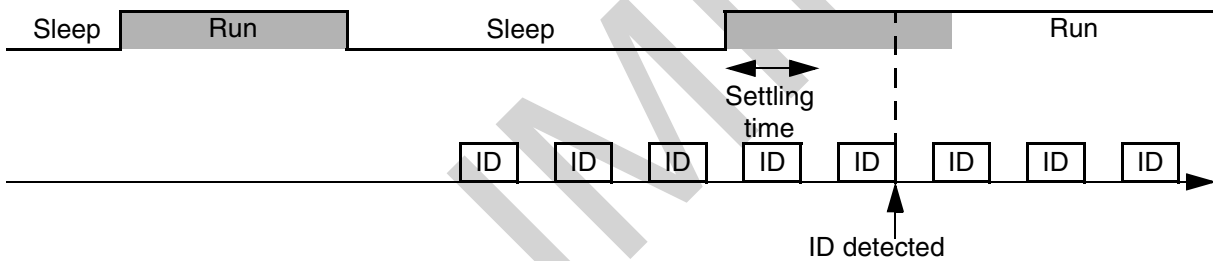 Sleep Run Sleep Run
Settling
time
ID ID ID ID ID ID ID ID
ID detected